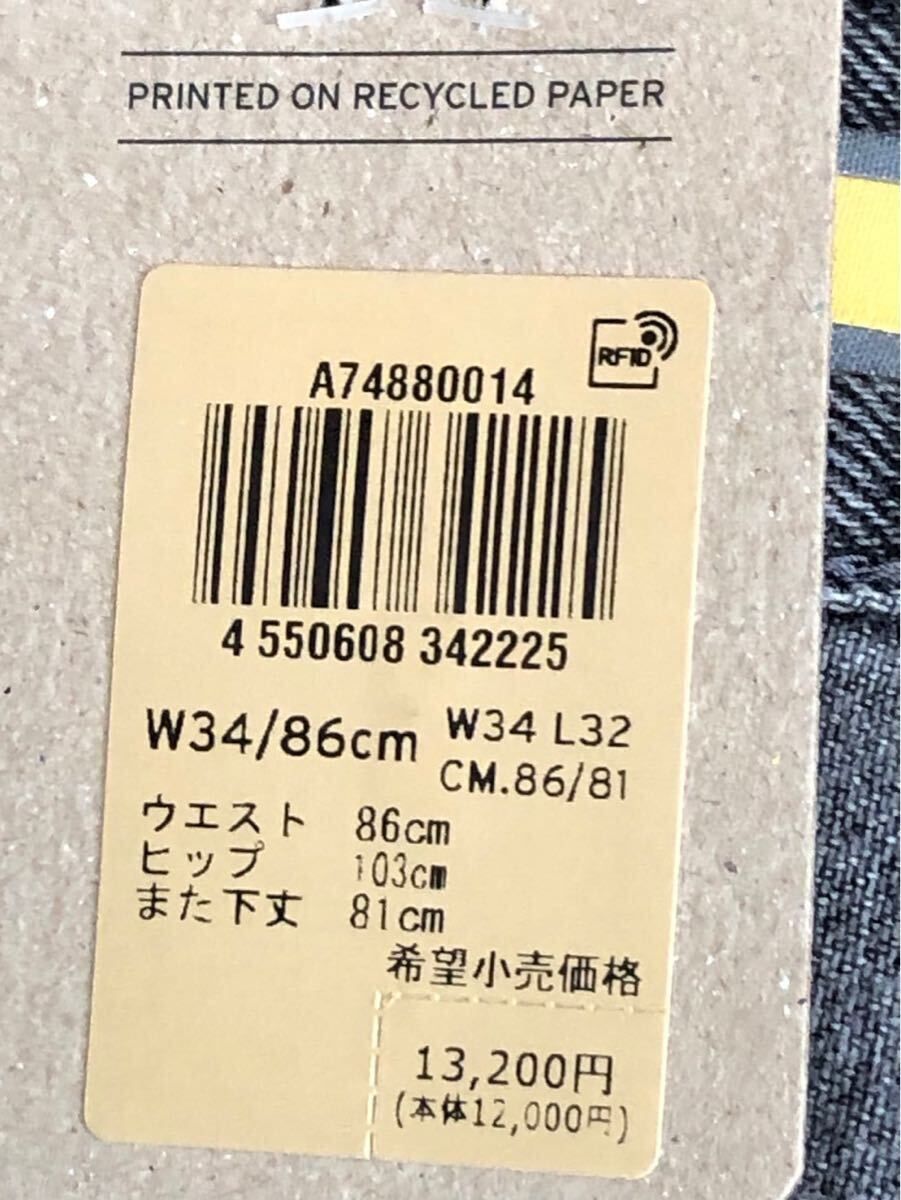 PRINTED ON RECYCLED PAPER
RFID
A74880014
4 550608 342225
W34/86cm
W34 L32
CM.86/81
ウエスト 86cm
ヒップ 103cm
また下丈 81cm
希望小売価格
13,200円
(本体12,000円)